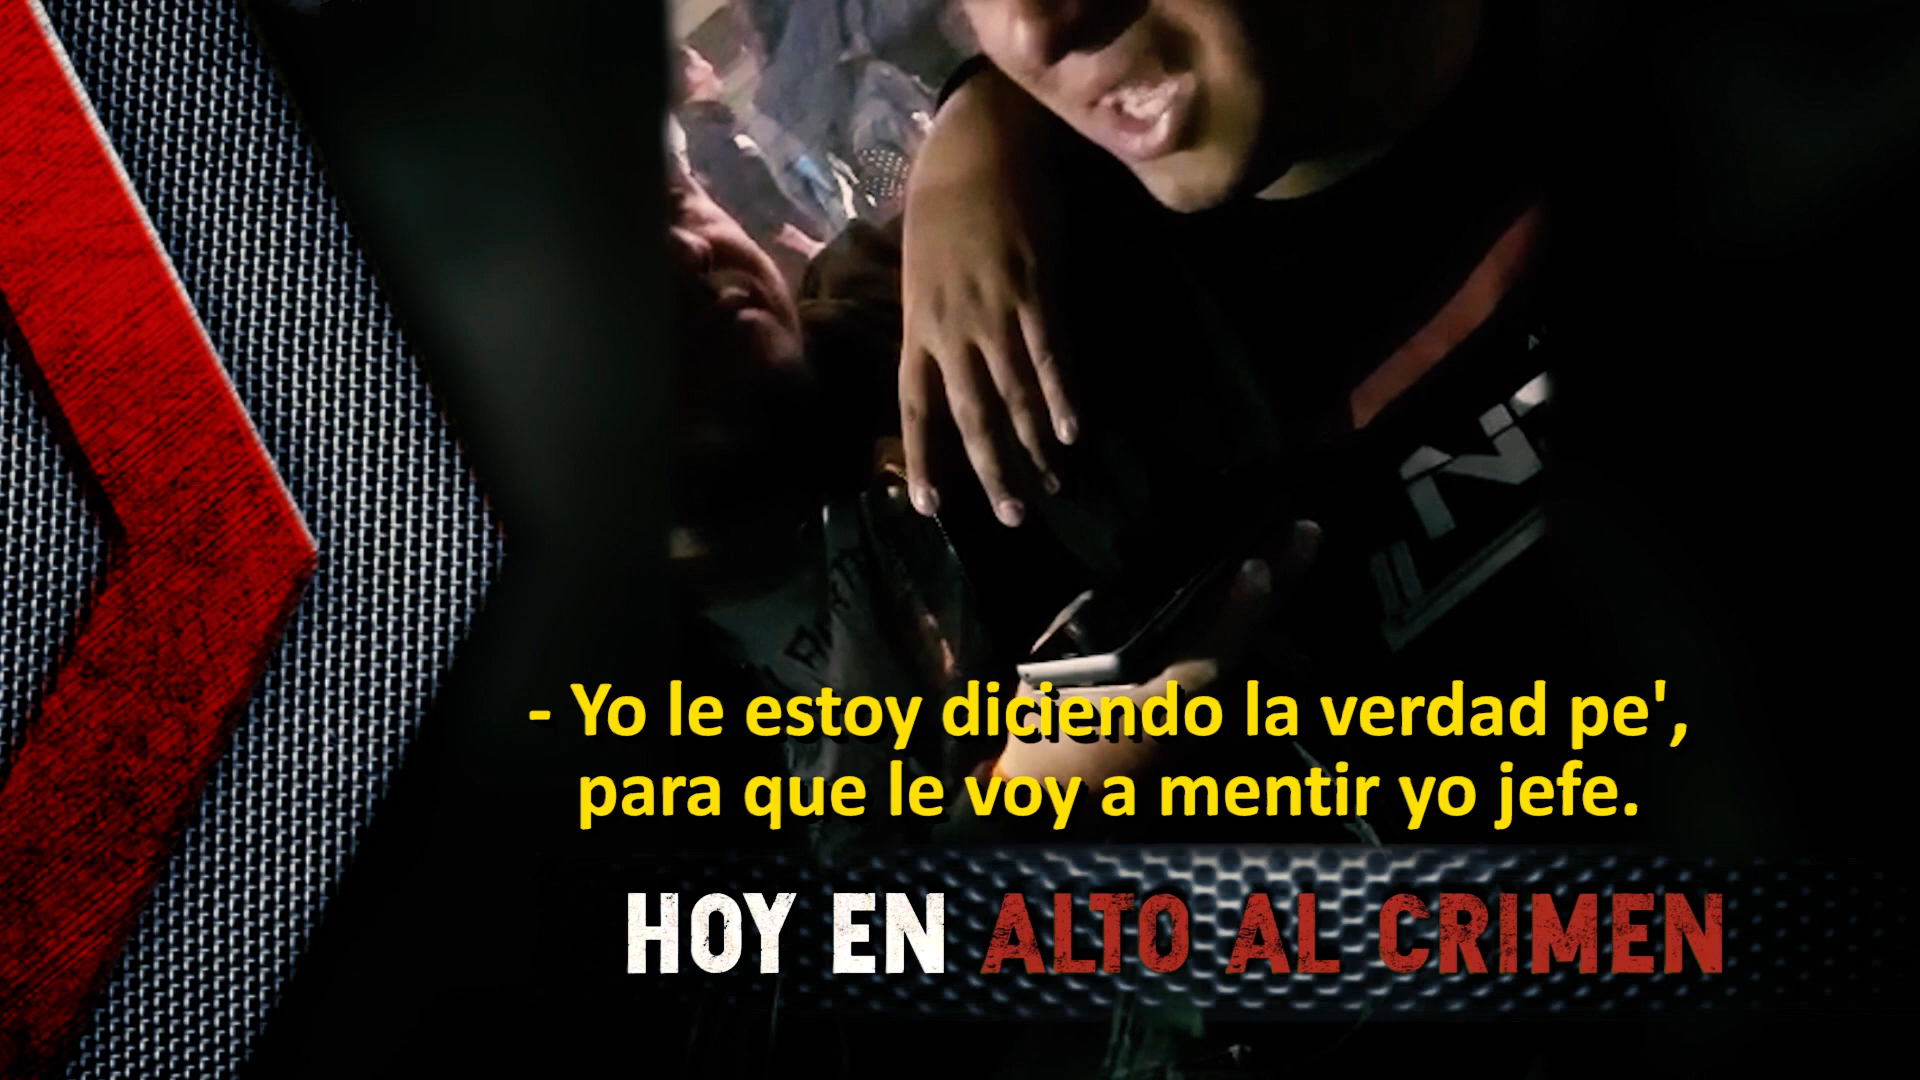 - Yo le estoy diciendo la verdad pe',
para que le voy a mentir yo jefe.
HOY EN ALTO AL CRIMEN